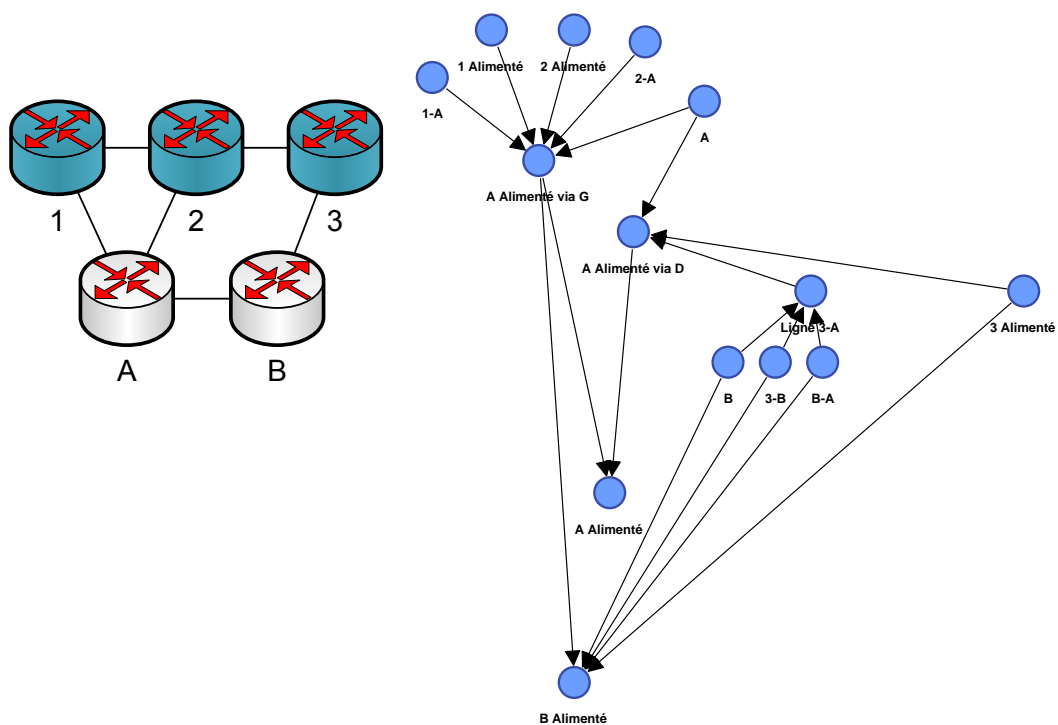 1 Alimenté
2 Alimenté
2-A
1-A
A
A Alimenté via G
1
2
3
A Alimenté via D
Ligne 3-A
3 Alimenté
A
B
B
3-B
B-A
A Alimenté
B Alimenté